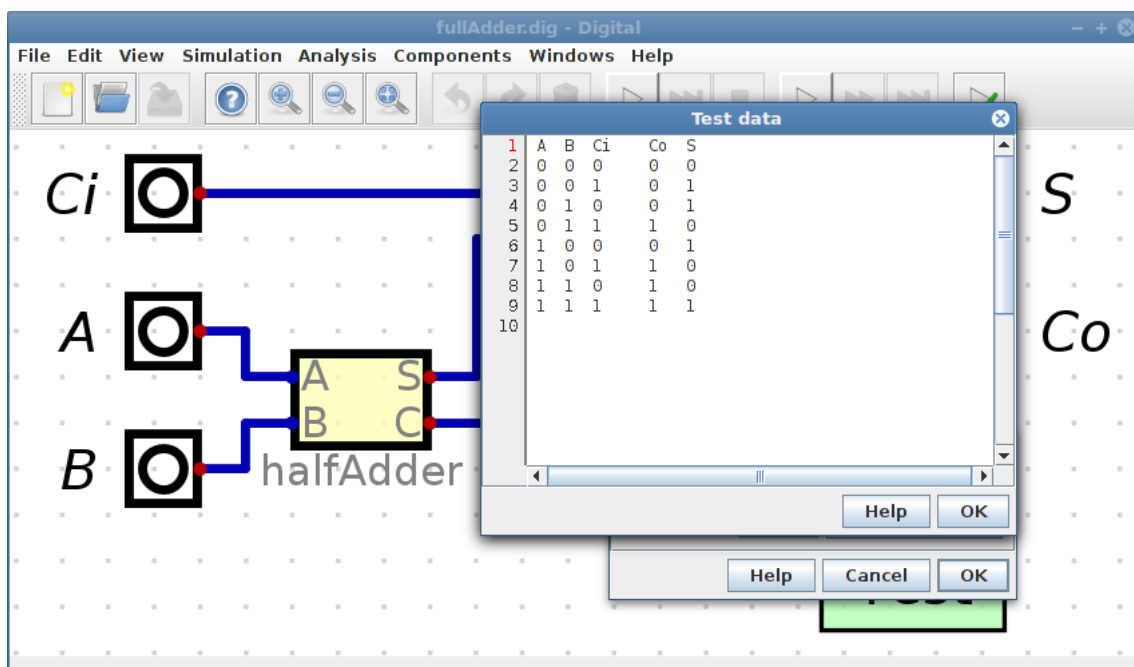 fullAdder.dig - Digital
File Edit View Simulation Analysis Components Windows Help
Test data
1 A B Ci Co S
2 0 0 0 0 0
3 0 0 1 0 1
4 0 1 0 0 1
5 0 1 1 1 0
6 1 0 0 0 1
7 1 0 1 1 0
8 1 1 0 1 0
9 1 1 1 1 1
10
Ci
S
A
A S
Co
B
B C
halfAdder
Help OK
Help Cancel OK